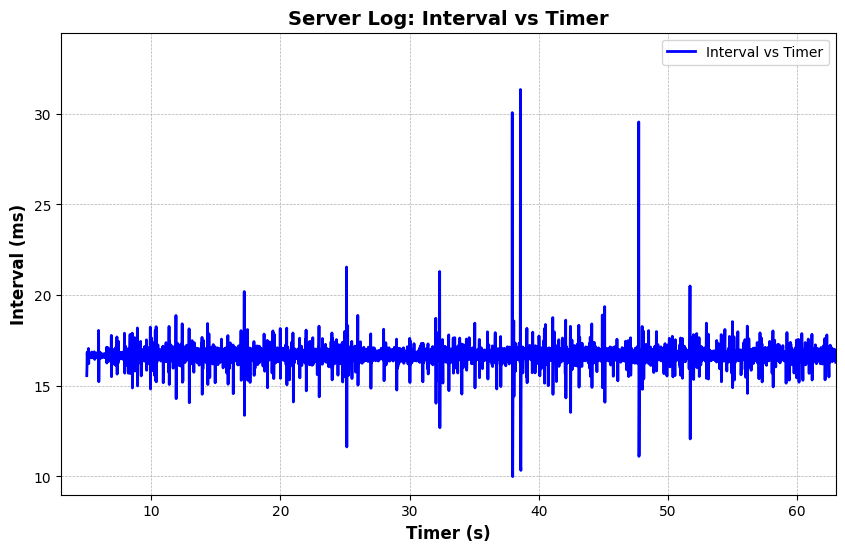 Server Log: Interval vs Timer
Interval vs Timer
30
25
20
15
10
Interval (ms)
10 20 30 40 50 60
Timer (s)